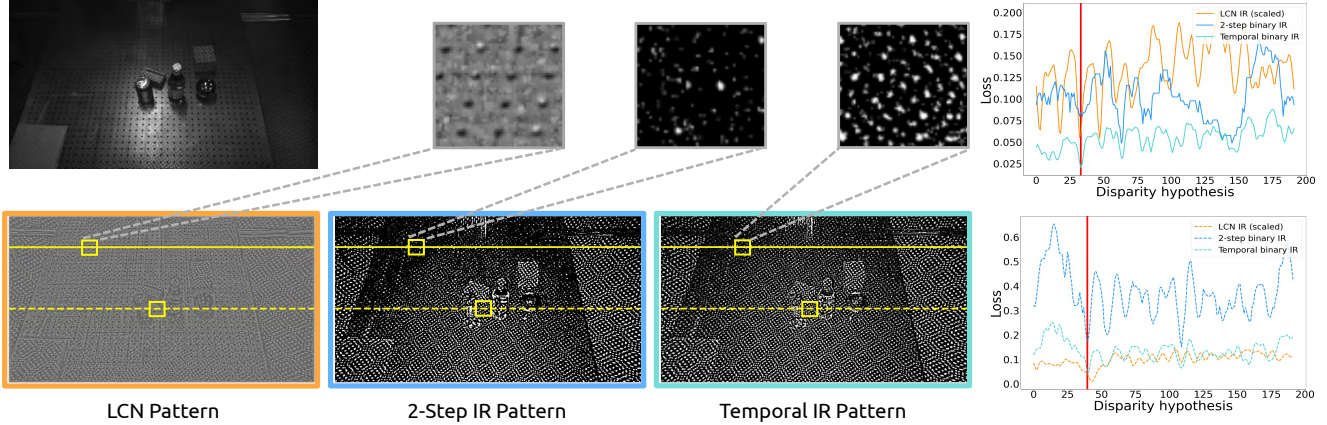 0.200
0.175
0.150
0.125
0.100
0.075
0.050
0.025
Loss
LCN IR (scaled)
2-step binary IR
Temporal binary IR
0 25 50 75 100 125 150 175 200
Disparity hypothesis
0.6
0.5
0.4
0.3
0.2
0.1
0.0
Loss
LCN IR (scaled)
2-step binary IR
Temporal binary IR
0 25 50 75 100 125 150 175 200
Disparity hypothesis
LCN Pattern
2-Step IR Pattern
Temporal IR Pattern